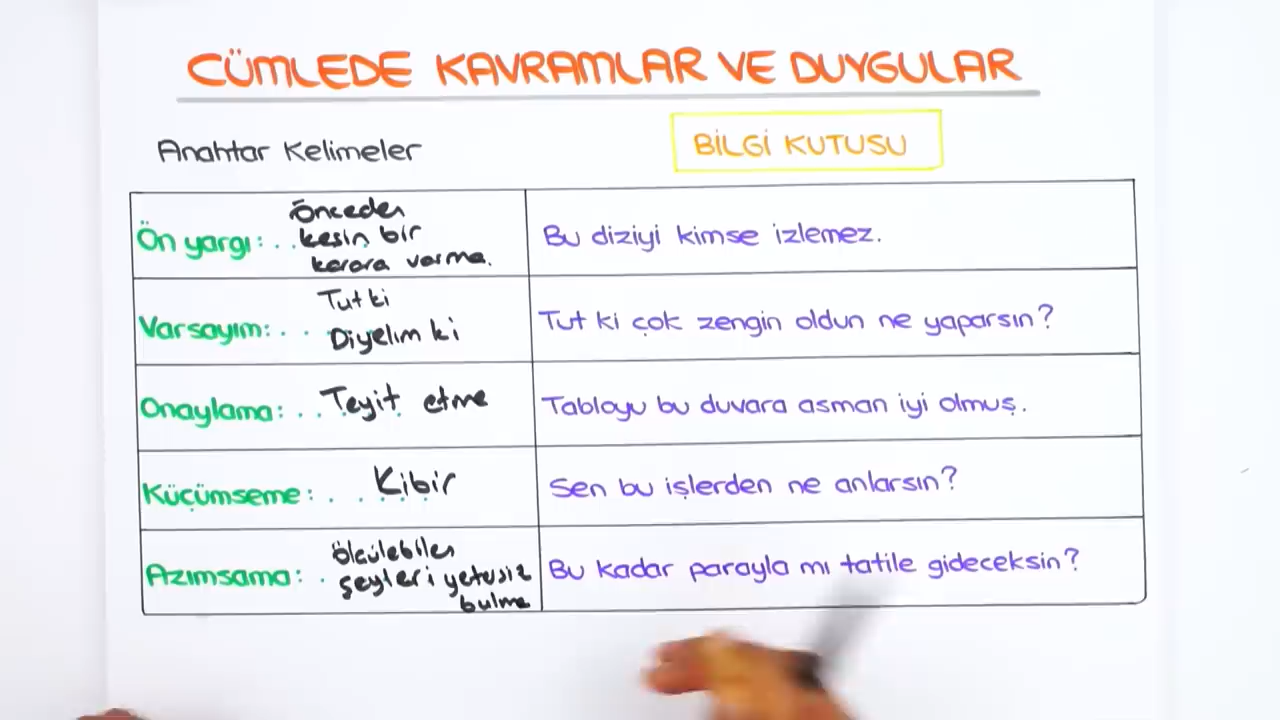 CÜMLEDE KAVRAMLAR VE DUYGULAR
Anahtar Kelimeler
BİLGİ KUTUSU
Ön yargı: . . Önceden
kesin bir
karara varma.
Bu diziyi kimse izlemez.
Varsayım: . . Tut ki
Diyelim ki
Tut ki çok zengin oldun ne yaparsın?
Onaylama: . . Teyit etme
Tabloyu bu duvara asman iyi olmuş.
Küçümseme: . . Kibir
Sen bu işlerden ne anlarsın?
Azımsama: . ölçülebilen
şeyleri yetersiz
bulma
Bu kadar parayla mı tatile gideceksin?